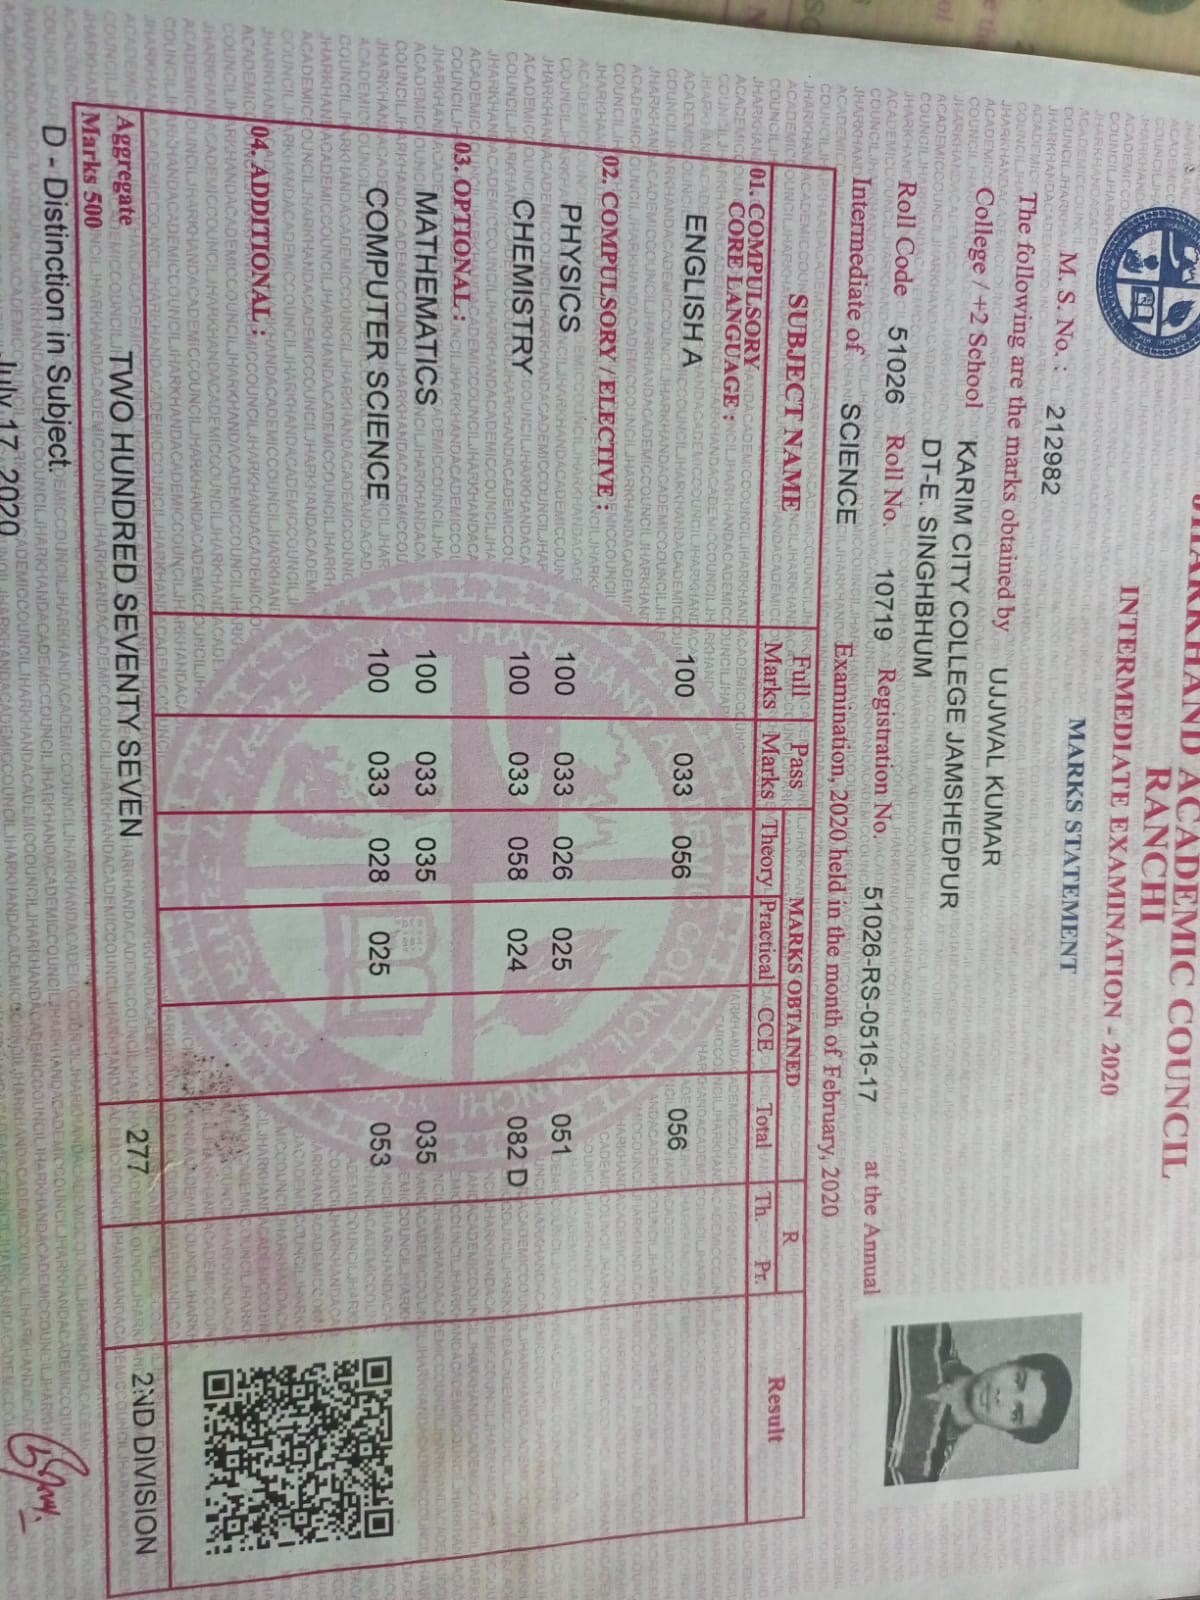 JHARKHAND ACADEMIC COUNCIL
RANCHI
INTERMEDIATE EXAMINATION - 2020
MARKS STATEMENT
M. S. No. : 212982
The following are the marks obtained by UJJWAL KUMAR
College / +2 School KARIM CITY COLLEGE JAMSHEDPUR
DT-E. SINGHBHUM
Roll Code 51026 Roll No. 10719 Registration No. 51026-RS-0516-17 at the Annual
Intermediate of SCIENCE Examination, 2020 held in the month of February, 2020
SUBJECT NAME Full Marks Pass Marks MARKS OBTAINED R Result
Theory Practical CCE Total Th. Pr.
01. COMPULSORY
CORE LANGUAGE :
ENGLISH A 100 033 056 056
02. COMPULSORY / ELECTIVE :
PHYSICS 100 033 026 025 051
CHEMISTRY 100 033 058 024 082 D
03. OPTIONAL :
MATHEMATICS 100 033 035 035
COMPUTER SCIENCE 100 033 028 025 053
04. ADDITIONAL :
Aggregate
Marks 500 TWO HUNDRED SEVENTY SEVEN 277 2ND DIVISION
D - Distinction in Subject.
July 17, 2020